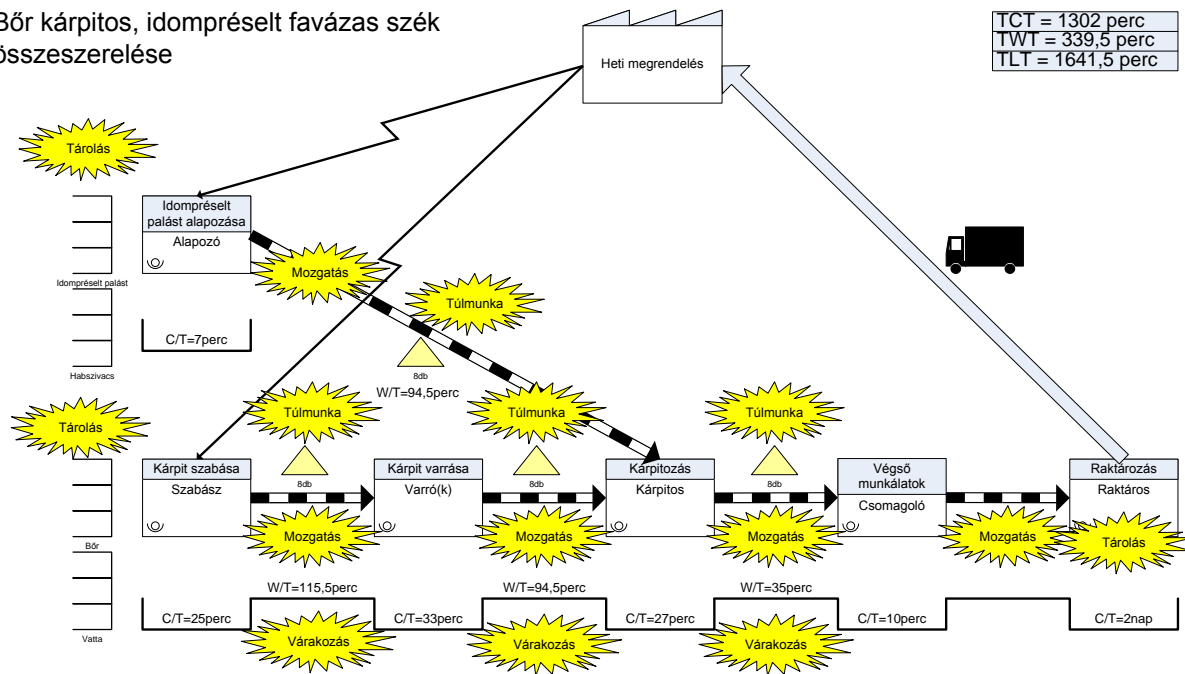 Bőr kárpitos, idompréselt favázas szék
összeszerelése
Heti megrendelés
TCT = 1302 perc
TWT = 339,5 perc
TLT = 1641,5 perc
Tárolás
Idompréselt
palást alapozása
Alapozó
Idompréselt palást
Mozgatás
Túlmunka
C/T=7perc
Habszivacs
8db
W/T=94,5perc
Tárolás
Túlmunka
Túlmunka
Túlmunka
Kárpit szabása
Szabász
8db
Kárpit varrása
Varró(k)
8db
Kárpitozás
Kárpitos
8db
Végső
munkálatok
Csomagoló
Raktározás
Raktáros
Bőr
Mozgatás
Mozgatás
Mozgatás
Mozgatás
Tárolás
W/T=115,5perc
W/T=94,5perc
W/T=35perc
C/T=25perc
C/T=33perc
C/T=27perc
C/T=10perc
C/T=2nap
Vatta
Várakozás
Várakozás
Várakozás